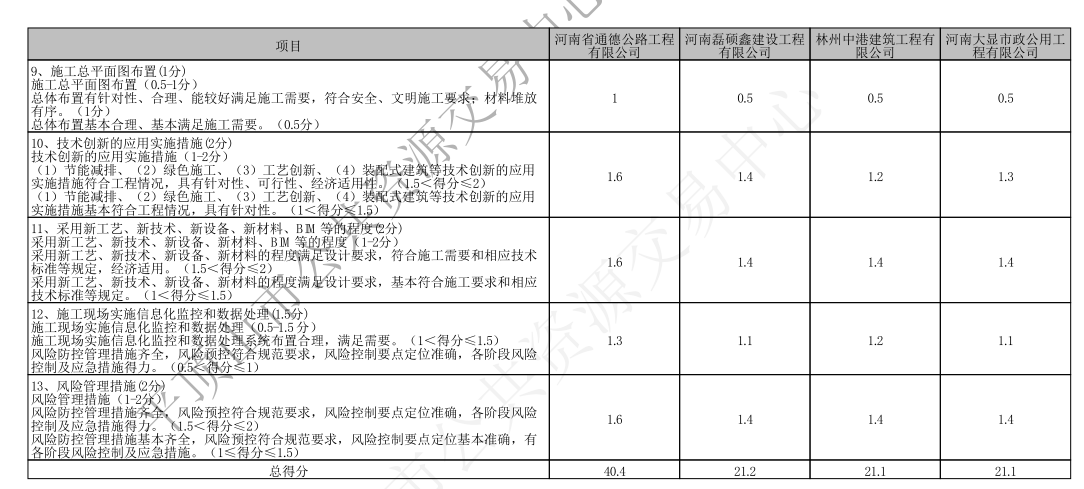 项目 河南省通德公路工程有限公司 河南磊硕鑫建设工程有限公司 林州中港建筑工程有限公司 河南大显市政公用工程有限公司
9、施工总平面图布置(1分)
施工总平面图布置（0.5-1分）
总体布置有针对性、合理、能较好满足施工需要，符合安全、文明施工要求；材料堆放
有序。（1分）
总体布置基本合理、基本满足施工需要。（0.5分）
1 0.5 0.5 0.5
10、技术创新的应用实施措施(2分)
技术创新的应用实施措施（1-2分）
（1）节能减排、（2）绿色施工、（3）工艺创新、（4）装配式建筑等技术创新的应用
实施措施符合工程情况，具有针对性、可行性、经济适用性。（1.5＜得分≤2）
（1）节能减排、（2）绿色施工、（3）工艺创新、（4）装配式建筑等技术创新的应用
实施措施基本符合工程情况，具有针对性。（1＜得分≤1.5）
1.6 1.4 1.2 1.3
11、采用新工艺、新技术、新设备、新材料、BIM 等的程度(2分)
采用新工艺、新技术、新设备、新材料、BIM 等的程度（1-2分）
采用新工艺、新技术、新设备、新材料的程度满足设计要求，符合施工需要和相应技术
标准等规定，经济适用。（1.5＜得分≤2）
采用新工艺、新技术、新设备、新材料的程度满足设计要求，基本符合施工要求和相应
技术标准等规定。（1＜得分≤1.5）
1.6 1.4 1.4 1.4
12、施工现场实施信息化监控和数据处理(1.5分)
施工现场实施信息化监控和数据处理（0.5-1.5 分）
施工现场实施信息化监控和数据处理系统布置合理，满足需要。（1＜得分≤1.5）
风险防控管理措施齐全，风险预控符合规范要求，风险控制要点定位准确，各阶段风险
控制及应急措施得力。（0.5≤得分≤1）
1.3 1.1 1.2 1.1
13、风险管理措施(2分)
风险管理措施（1-2分）
风险防控管理措施齐全，风险预控符合规范要求，风险控制要点定位准确，各阶段风险
控制及应急措施得力。（1.5＜得分≤2）
风险防控管理措施基本齐全，风险预控符合规范要求，风险控制要点定位基本准确，有
各阶段风险控制及应急措施。（1≤得分≤1.5）
1.6 1.4 1.4 1.4
总得分 40.4 21.2 21.1 21.1
平顶山市公共资源交易中心
市公共资源交易中心